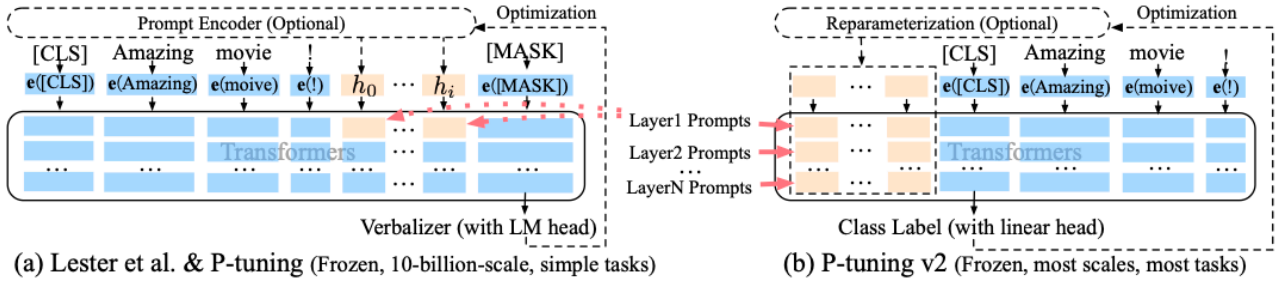 Prompt Encoder (Optional)
Optimization
[CLS] Amazing movie ! [MASK]
e([CLS]) e(Amazing) e(moive) e(!) h0 ... hi e([MASK])
Transformers
... ... ... ... ... ...
...
Verbalizer (with LM head)
(a) Lester et al. & P-tuning (Frozen, 10-billion-scale, simple tasks)
Layer1 Prompts
Layer2 Prompts
...
LayerN Prompts
Reparameterization (Optional)
Optimization
[CLS] Amazing movie !
... e([CLS]) e(Amazing) e(moive) e(!)
...
Transformers
... ... ... ... ... ... ...
...
Class Label (with linear head)
(b) P-tuning v2 (Frozen, most scales, most tasks)